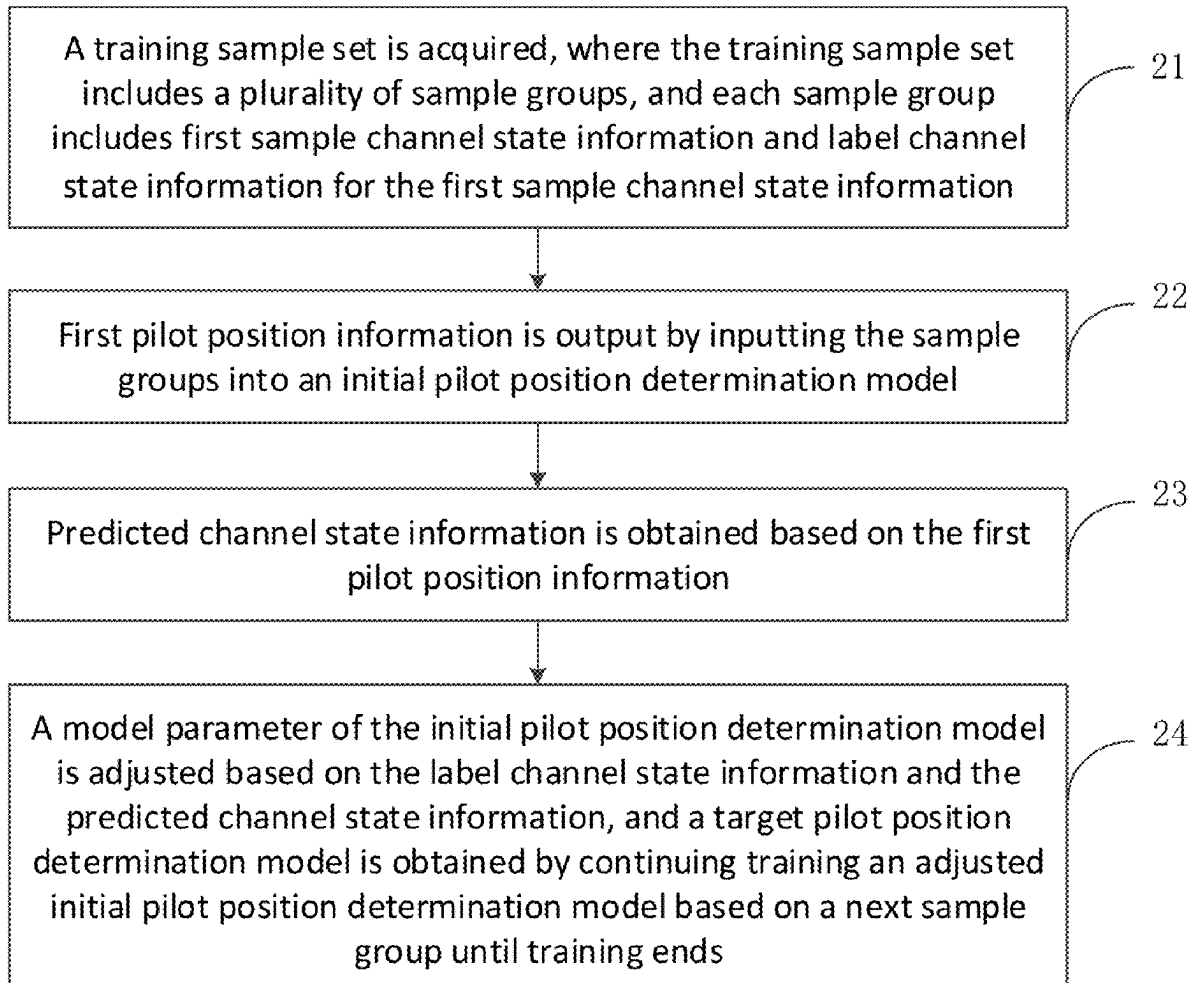 A training sample set is acquired, where the training sample set
includes a plurality of sample groups, and each sample group
includes first sample channel state information and label channel
state information for the first sample channel state information
21
First pilot position information is output by inputting the sample
groups into an initial pilot position determination model
22
Predicted channel state information is obtained based on the first
pilot position information
23
A model parameter of the initial pilot position determination model
is adjusted based on the label channel state information and the
predicted channel state information, and a target pilot position
determination model is obtained by continuing training an adjusted
initial pilot position determination model based on a next sample
group until training ends
24